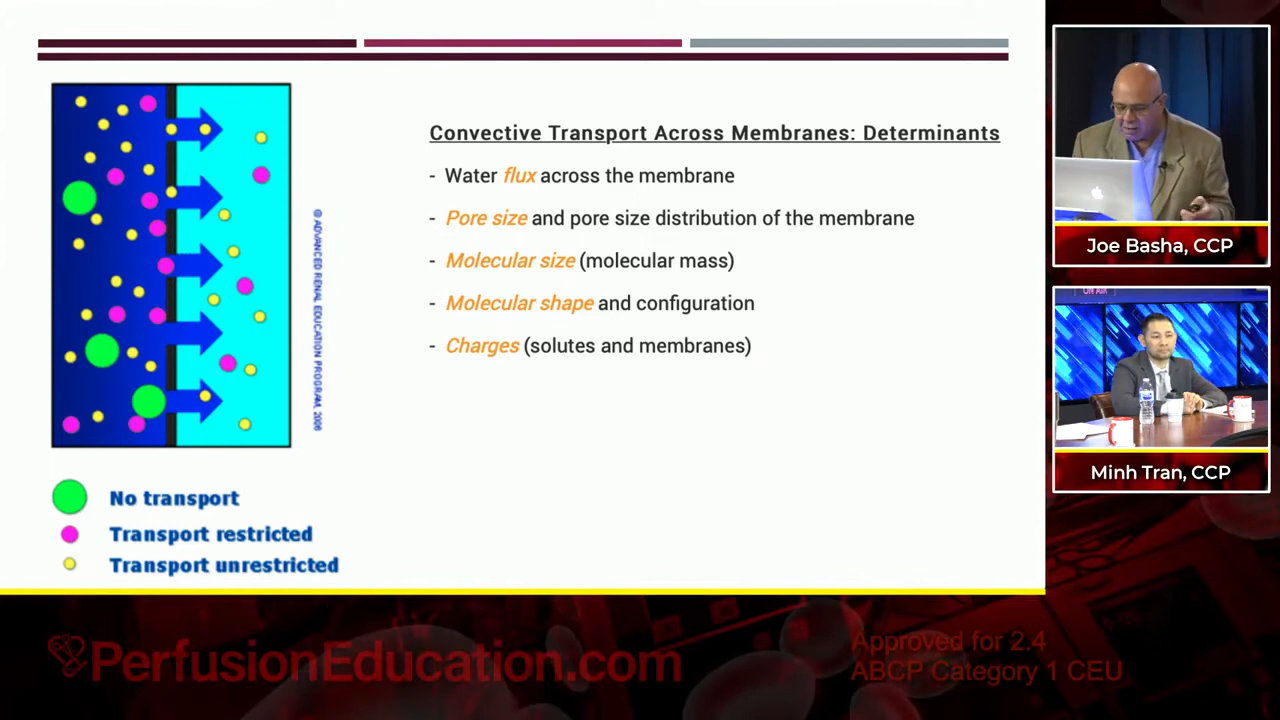 Convective Transport Across Membranes: Determinants
- Water flux across the membrane
- Pore size and pore size distribution of the membrane
- Molecular size (molecular mass)
- Molecular shape and configuration
- Charges (solutes and membranes)
@ ADVANCED RENAL EDUCATION PROGRAM, 2006
No transport
Transport restricted
Transport unrestricted
Joe Basha, CCP
ON AIR
Minh Tran, CCP
PerfusionEducation.com
Approved for 2.4
ABCP Category 1 CEU